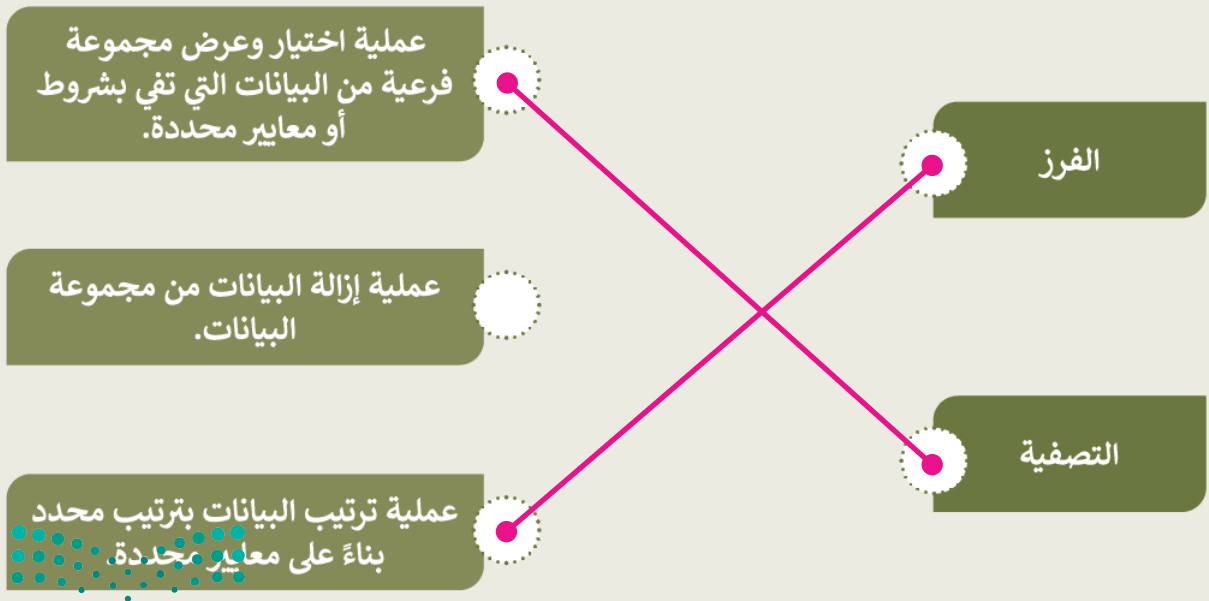 عملية اختيار وعرض مجموعة
فرعية من البيانات التي تفي بشروط
أو معايير محددة.
الفرز
عملية إزالة البيانات من مجموعة
البيانات.
التصفية
عملية ترتيب البيانات بترتيب محدد
بناءً على معايير محددة.